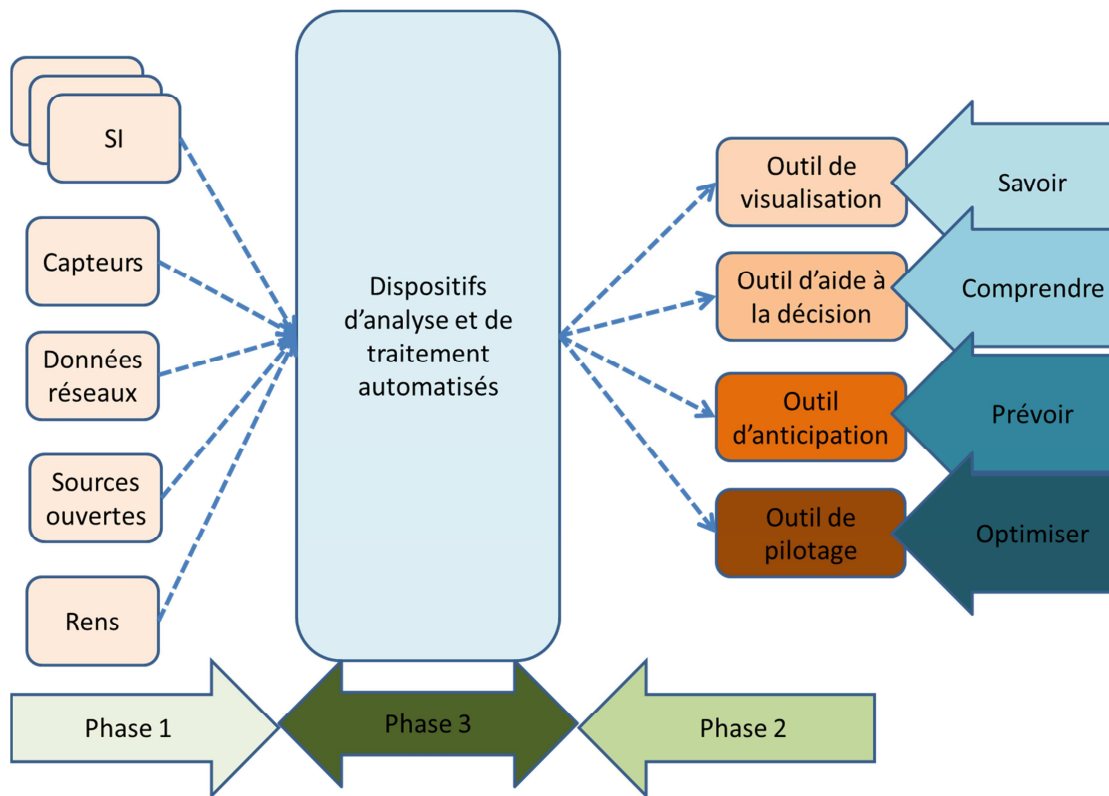 SI
Capteurs
Données
réseaux
Sources
ouvertes
Rens
Dispositifs
d'analyse et de
traitement
automatisés
Outil de
visualisation
Savoir
Outil d'aide à
la décision
Comprendre
Outil
d'anticipation
Prévoir
Outil de
pilotage
Optimiser
Phase 1
Phase 3
Phase 2